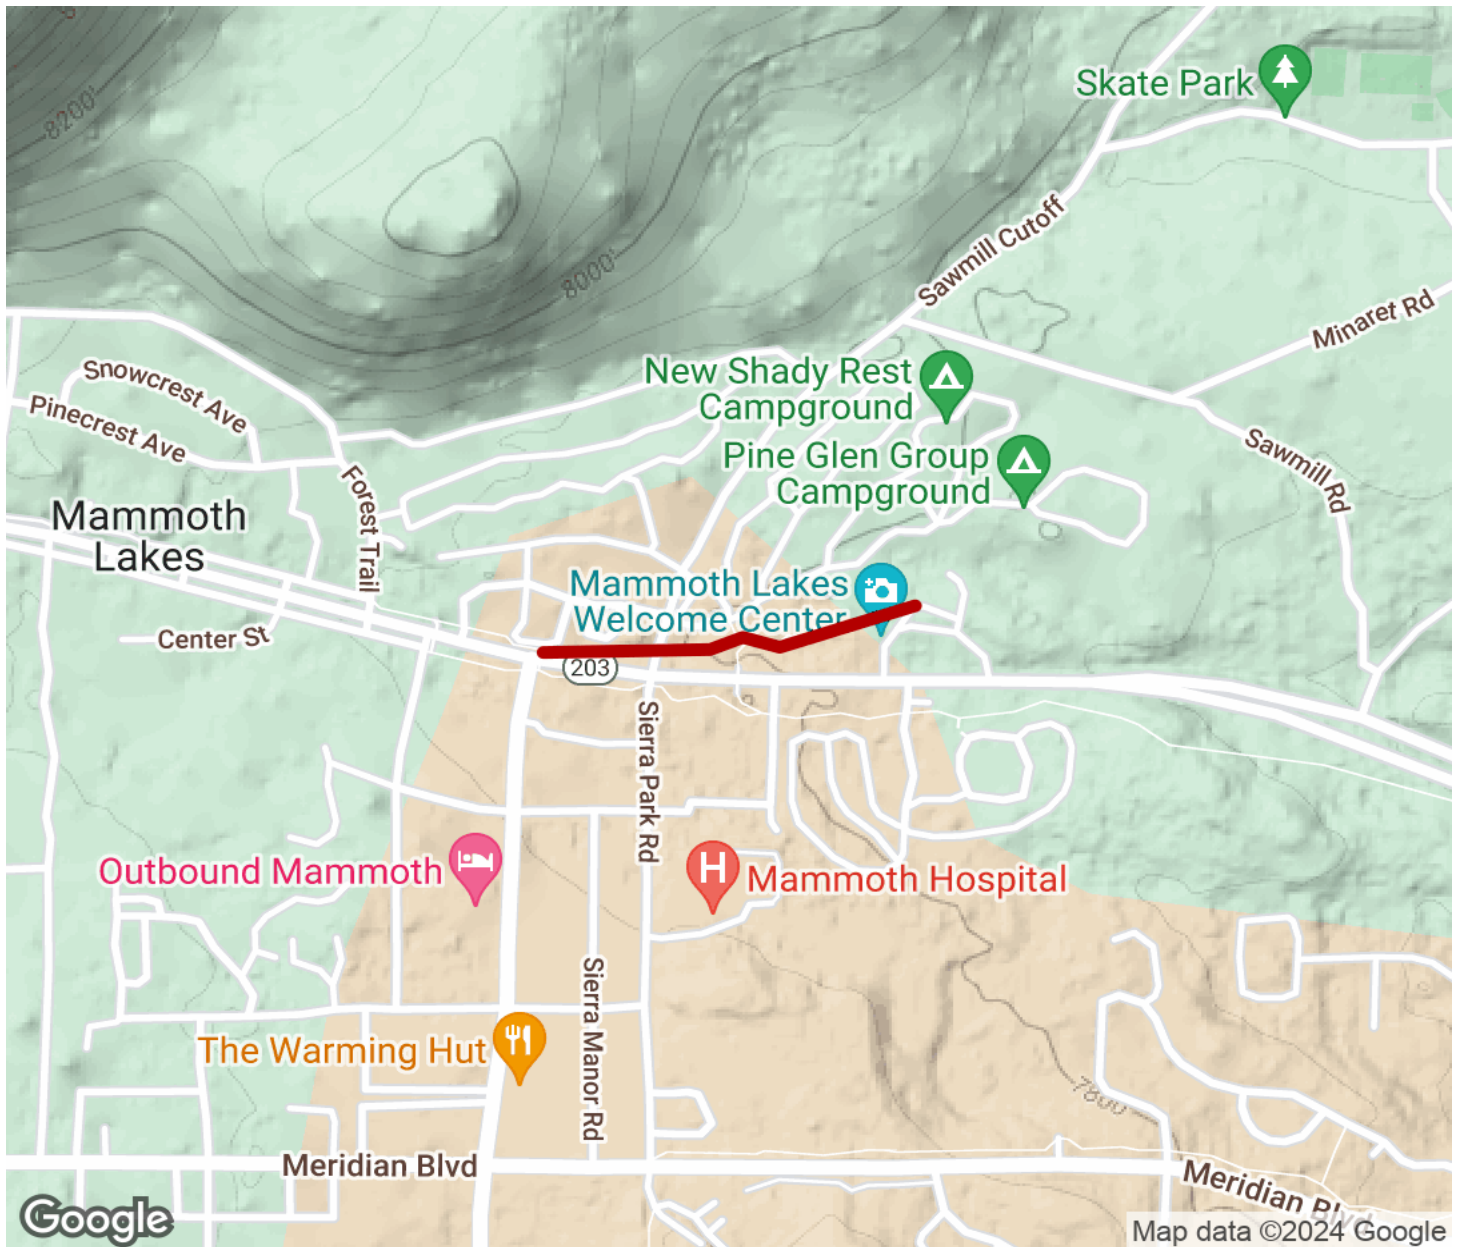 Skate Park
8200'
8000'
Sawmill Cutoff
Minaret Rd
Snowcrest Ave
Pinecrest Ave
New Shady Rest
Campground
Pine Glen Group
Campground
Sawmill Rd
Forest Trail
Mammoth
Lakes
Mammoth Lakes
Welcome Center
Center St
203
Sierra Park Rd
Outbound Mammoth
H
Mammoth Hospital
Sierra Manor Rd
The Warming Hut
7800
Meridian Blvd
Meridian Blvd
Google
Map data ©2024 Google